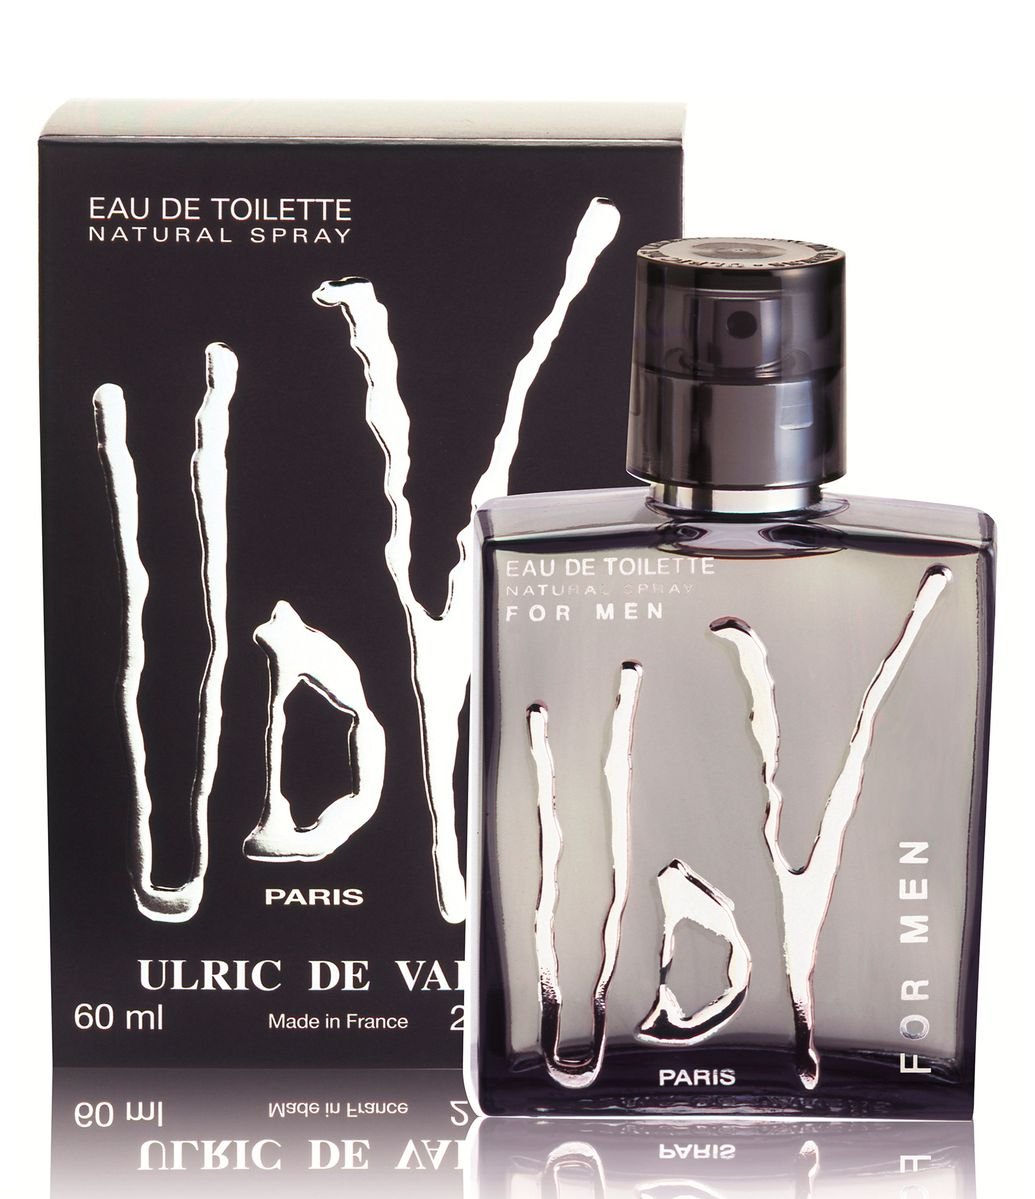 EAU DE TOILETTE
NATURAL SPRAY
UdV
PARIS
ULRIC DE VA
60 ml Made in France 2
EAU DE TOILETTE
NATURAL SPRAY
FOR MEN
UdV
PARIS
FOR MEN